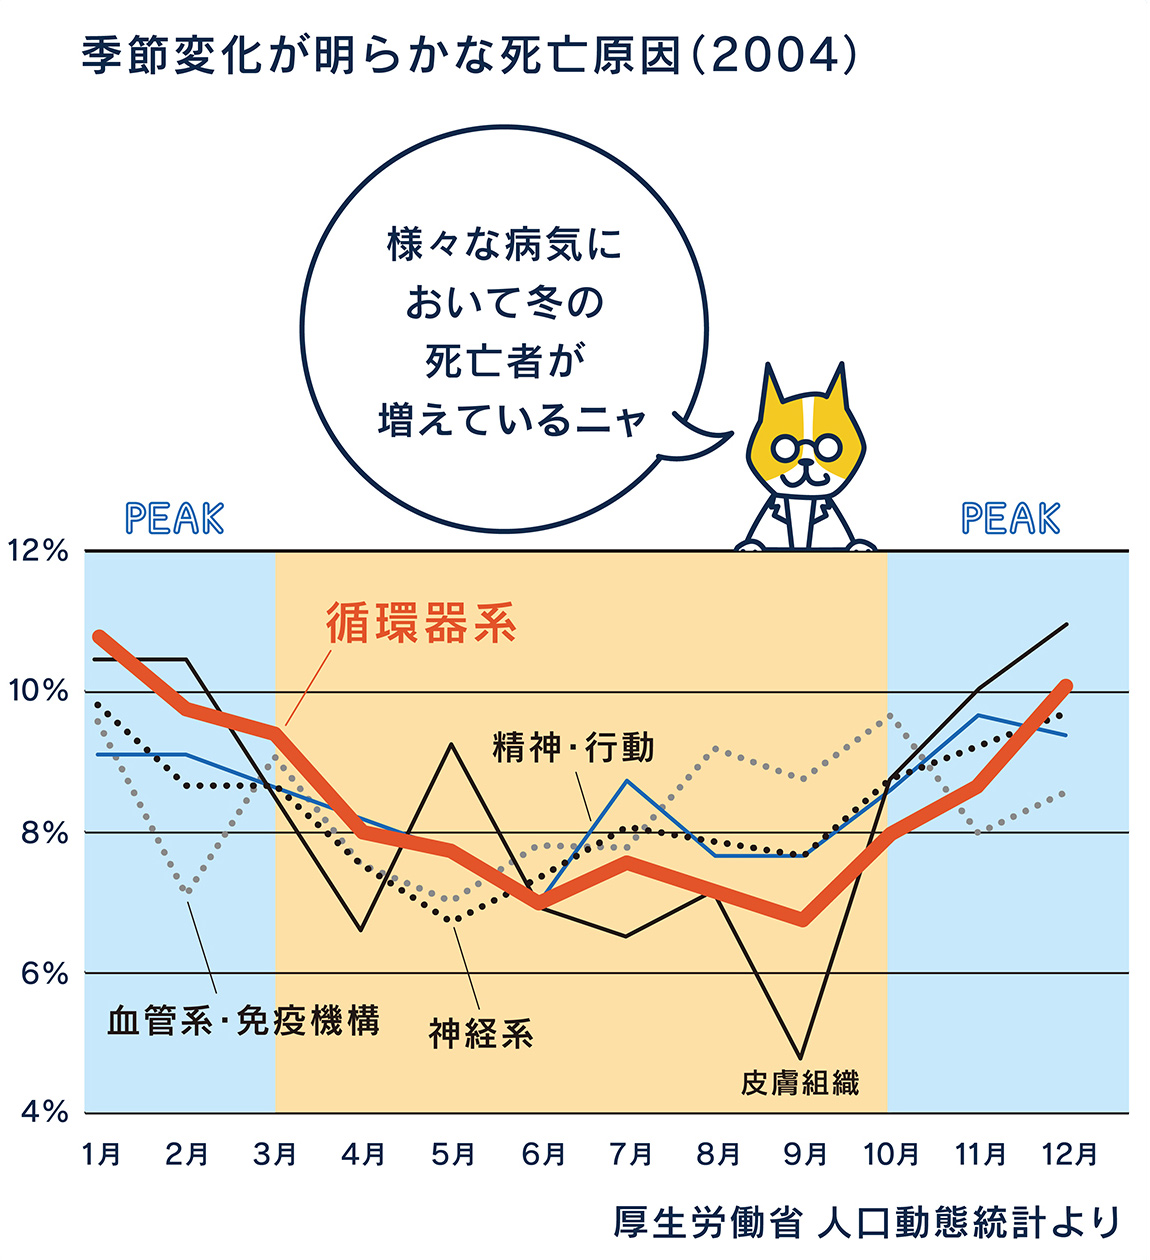 季節変化が明らかな死亡原因(2004)
様々な病気に
おいて冬の
死亡者が
増えているニャ
PEAK
PEAK
12%
循環器系
10%
精神・行動
8%
6%
血管系・免疫機構
神経系
皮膚組織
4%
1月 2月 3月 4月 5月 6月 7月 8月 9月 10月 11月 12月
厚生労働省 人口動態統計より